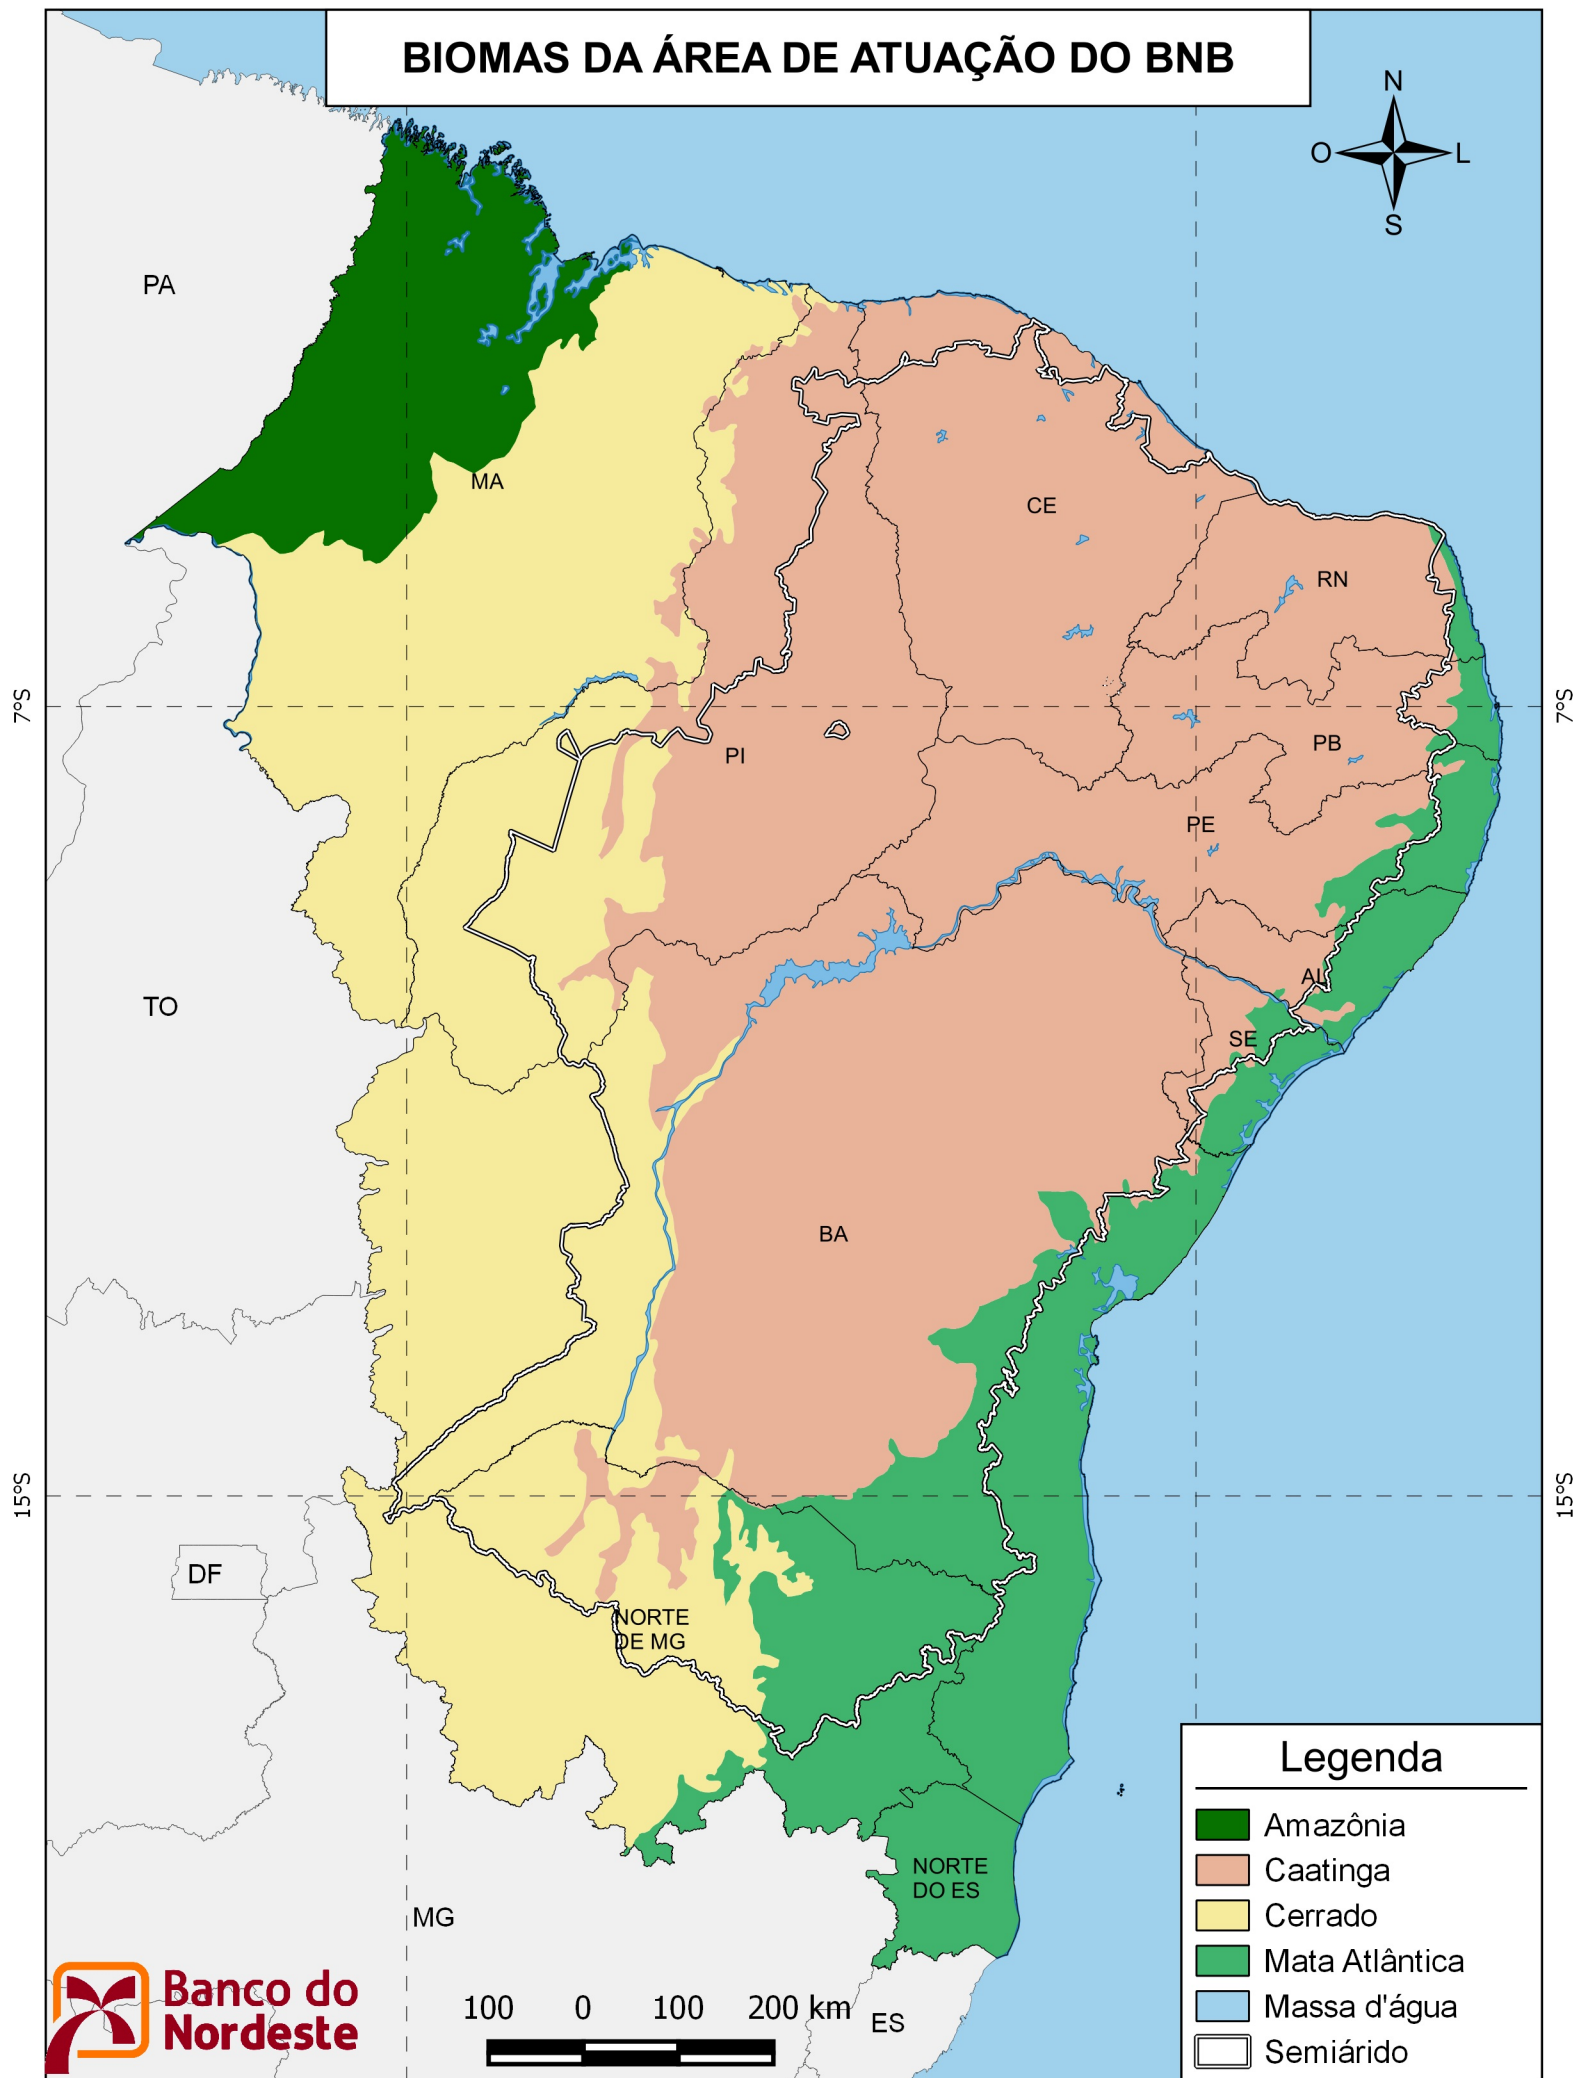 BIOMAS DA ÁREA DE ATUAÇÃO DO BNB
N
O
L
S
PA
MA
CE
RN
7°S
7°S
PI
PB
PE
TO
AL
SE
BA
15°S
15°S
DF
NORTE
DE MG
NORTE
DO ES
MG
ES
Banco do
Nordeste
100 0 100 200 km
Legenda
Amazônia
Caatinga
Cerrado
Mata Atlântica
Massa d'água
Semiárido